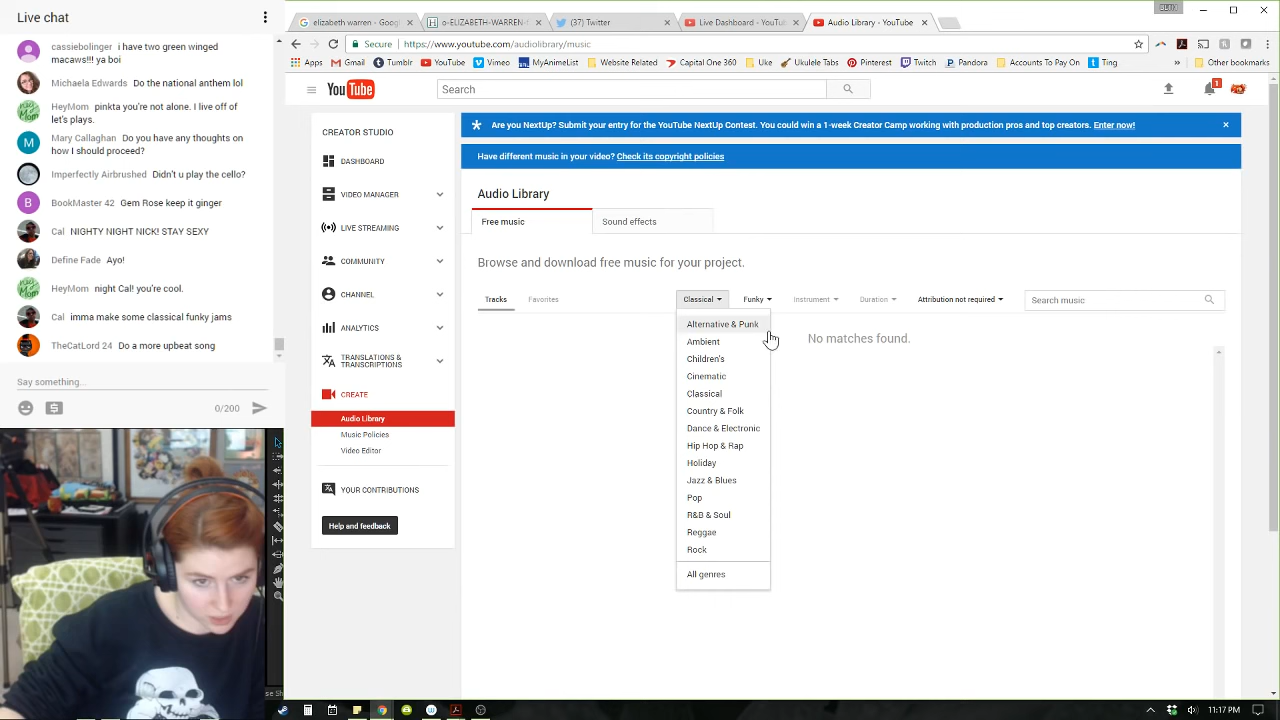 Live chat
cassiebolinger i have two green winged
macaws!!! ya boi
Michaela Edwards Do the national anthem lol
HeyMom pinkta you're not alone. I live off of
let's plays.
Mary Callaghan Do you have any thoughts on
how I should proceed?
Imperfectly Airbrushed Didn't u play the cello?
BookMaster 42 Gem Rose keep it ginger
Cal NIGHTY NIGHT NICK! STAY SEXY
Define Fade Ayo!
HeyMom night Cal! you're cool.
Cal imma make some classical funky jams
TheCatLord 24 Do a more upbeat song
Say something...
0/200
elizabeth warren - Goog
o-ELIZABETH-WARREN-f
(37) Twitter
Live Dashboard - YouTu
Audio Library - YouTube
Secure
https://www.youtube.com/audiolibrary/music
Apps
Gmail
Tumblr
YouTube
Vimeo
MyAnimeList
Website Related
Capital One 360
Uke
Ukulele Tabs
Pinterest
Twitch
Pandora
Accounts To Pay On
Ting
Other bookmarks
YouTube
Search
1
CREATOR STUDIO
DASHBOARD
VIDEO MANAGER
LIVE STREAMING
COMMUNITY
CHANNEL
ANALYTICS
TRANSLATIONS &
TRANSCRIPTIONS
CREATE
Audio Library
Music Policies
Video Editor
YOUR CONTRIBUTIONS
Help and feedback
Are you NextUp? Submit your entry for the YouTube NextUp Contest. You could win a 1-week Creator Camp working with production pros and top creators. Enter now!
Have different music in your video? Check its copyright policies
Audio Library
Free music
Sound effects
Browse and download free music for your project.
Tracks
Favorites
Classical
Funky
Instrument
Duration
Attribution not required
Search music
Alternative & Punk
Ambient
Children's
Cinematic
Classical
Country & Folk
Dance & Electronic
Hip Hop & Rap
Holiday
Jazz & Blues
Pop
R&B & Soul
Reggae
Rock
All genres
No matches found.
11:17 PM